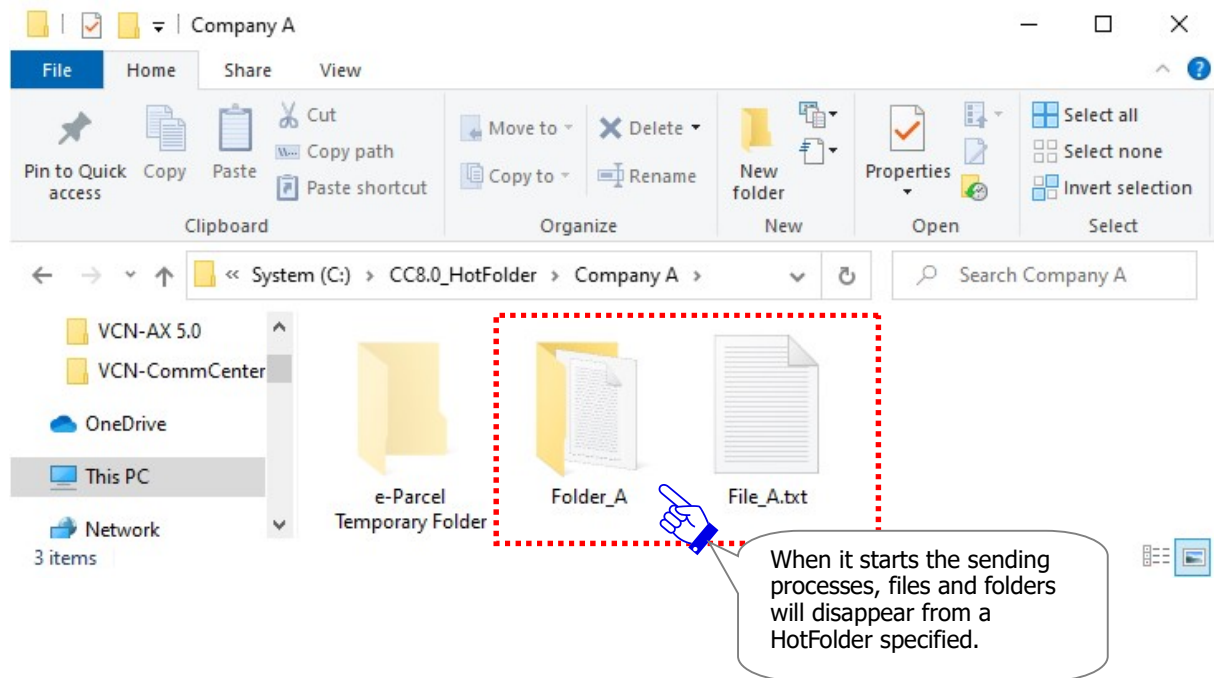 Company A
File Home Share View
Pin to Quick access
Copy
Paste
Cut
Copy path
Paste shortcut
Clipboard
Move to
Copy to
Delete
Rename
Organize
New folder
New
Properties
Open
Select all
Select none
Invert selection
Select
« System (C:) > CC8.0_HotFolder > Company A >
Search Company A
VCN-AX 5.0
VCN-CommCenter
OneDrive
This PC
Network
e-Parcel
Temporary Folder
Folder_A
File_A.txt
3 items
When it starts the sending
processes, files and folders
will disappear from a
HotFolder specified.